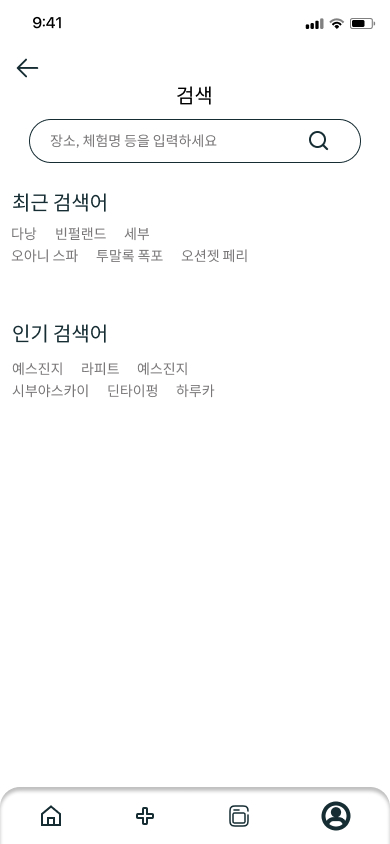 9:41
검색
장소, 체험명 등을 입력하세요
최근 검색어
다낭 빈펄랜드 세부
오아니 스파 투말록 폭포 오션젯 페리
인기 검색어
예스진지 라피트 예스진지
시부야스카이 딘타이펑 하루카